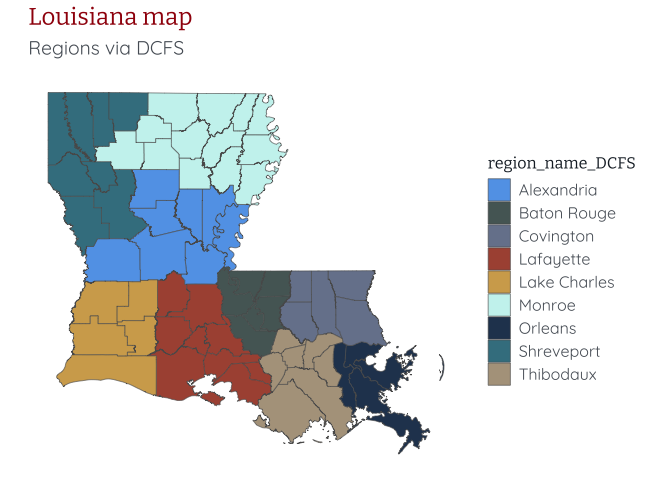 Louisiana map
Regions via DCFS
region_name_DCFS
Alexandria
Baton Rouge
Covington
Lafayette
Lake Charles
Monroe
Orleans
Shreveport
Thibodaux